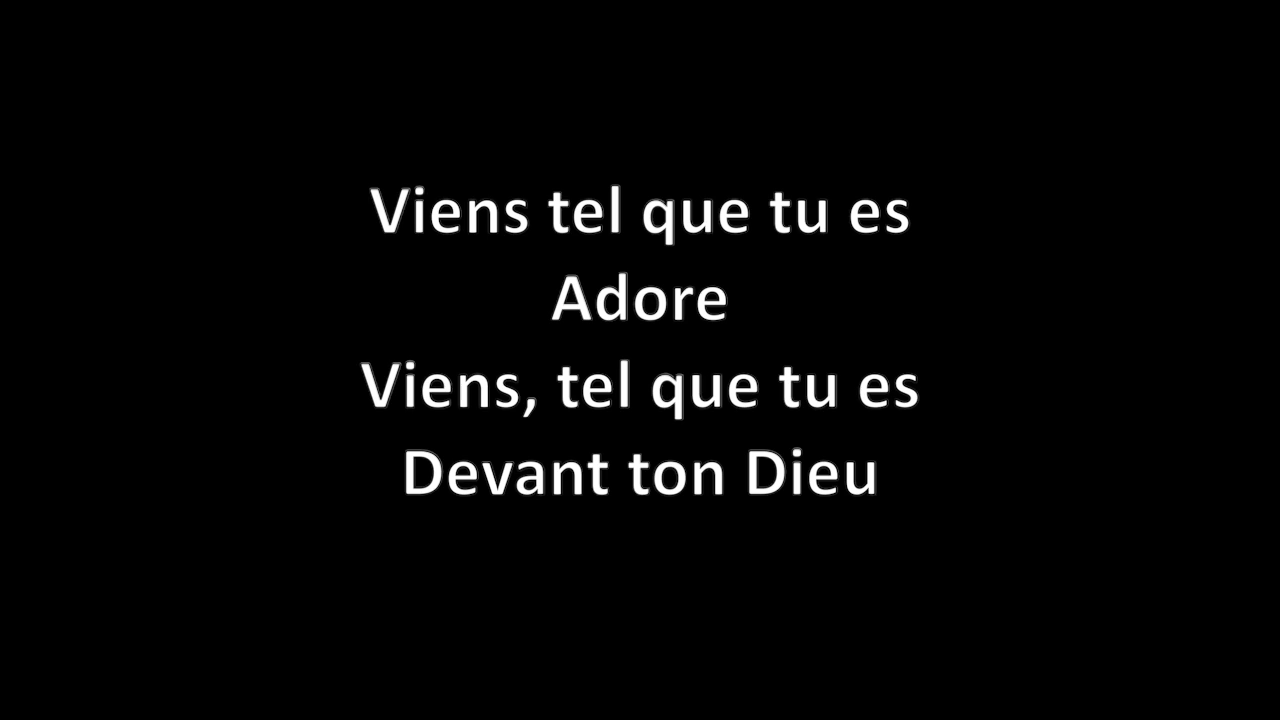 Viens tel que tu es
Adore
Viens, tel que tu es
Devant ton Dieu